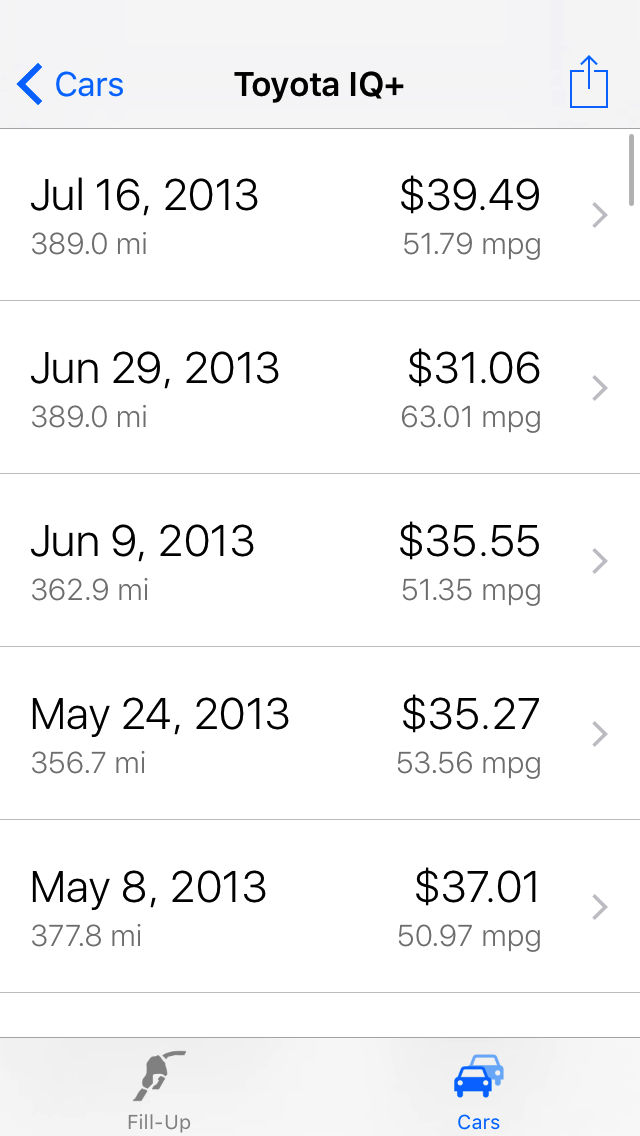 Cars
Toyota IQ+
Jul 16, 2013 $39.49
389.0 mi 51.79 mpg
Jun 29, 2013 $31.06
389.0 mi 63.01 mpg
Jun 9, 2013 $35.55
362.9 mi 51.35 mpg
May 24, 2013 $35.27
356.7 mi 53.56 mpg
May 8, 2013 $37.01
377.8 mi 50.97 mpg
Fill-Up
Cars